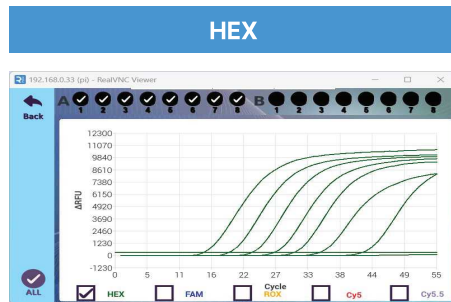 HEX
192.168.0.33 (pi) - RealVNC Viewer
Back
A 1 2 3 4 5 6 7 8 B 1 2 3 4 5 6 7 8
12300
11070
9840
8610
7380
6150
4920
3690
2460
1230
0
-1230
ΔRFU
0 5 11 16 22 27 33 38 44 49 55
Cycle
ALL
HEX FAM ROX Cy5 Cy5.5